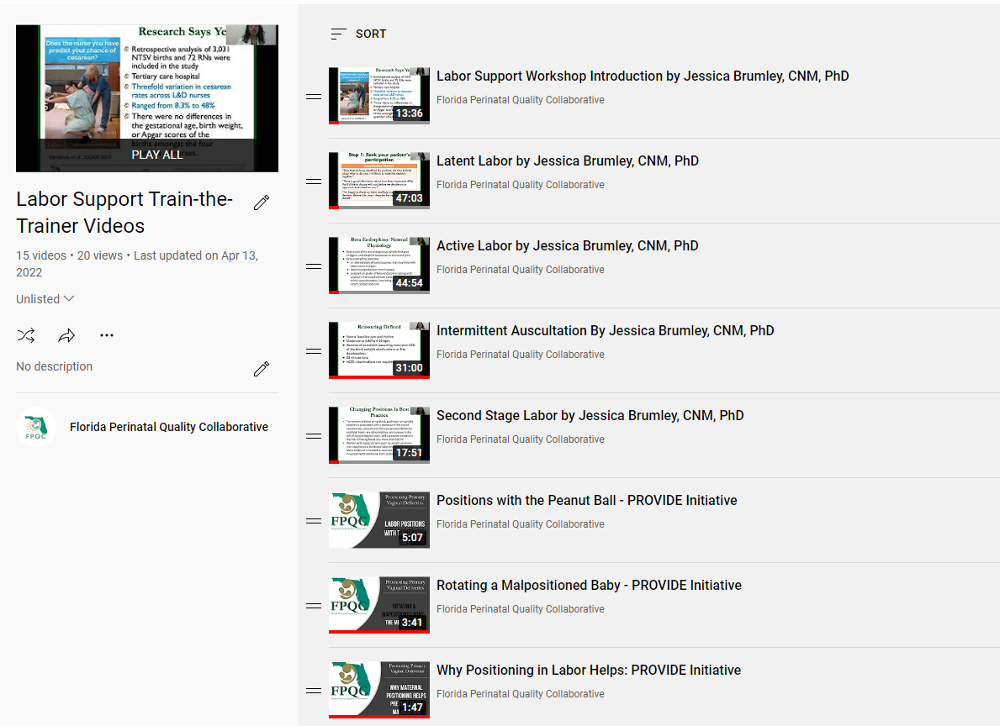 Research Says Ye
Does the nurse you have
predict your chance of
cesarean?
Retrospective analysis of 3,031
NTSV births and 72 RNs were
included in the study
Tertiary care hospital
Threefold variation in cesarean
rates across L&D nurses
Ranged from 8.3% to 48%
There were no differences in
the gestational age, birth weight,
or Apgar scores of the
births amongst the four
nurses.
Edmonds et al. JOGNN 2017
PLAY ALL
Labor Support Train-the-
Trainer Videos
15 videos • 20 views • Last updated on Apr 13,
2022
Unlisted
No description
FPQC
Florida Perinatal Quality Collaborative
SORT
13:36
Labor Support Workshop Introduction by Jessica Brumley, CNM, PhD
Florida Perinatal Quality Collaborative
Step 1: Seek your patient's
participation
47:03
Latent Labor by Jessica Brumley, CNM, PhD
Florida Perinatal Quality Collaborative
Beta Endorphins: Normal
Physiology
44:54
Active Labor by Jessica Brumley, CNM, PhD
Florida Perinatal Quality Collaborative
Reassuring Defined
31:00
Intermittent Auscultation By Jessica Brumley, CNM, PhD
Florida Perinatal Quality Collaborative
Changing Positions Is Best
Practice
17:51
Second Stage Labor by Jessica Brumley, CNM, PhD
Florida Perinatal Quality Collaborative
Promoting Primary
Vaginal Deliveries
FPQC
LABOR POSITIONS
5:07
Positions with the Peanut Ball - PROVIDE Initiative
Florida Perinatal Quality Collaborative
Promoting Primary
Vaginal Deliveries
FPQC
ROTATING A
3:41
Rotating a Malpositioned Baby - PROVIDE Initiative
Florida Perinatal Quality Collaborative
Promoting Primary
Vaginal Deliveries
FPQC
WHY MATERNAL
POSITIONING HELPS
1:47
Why Positioning in Labor Helps: PROVIDE Initiative
Florida Perinatal Quality Collaborative